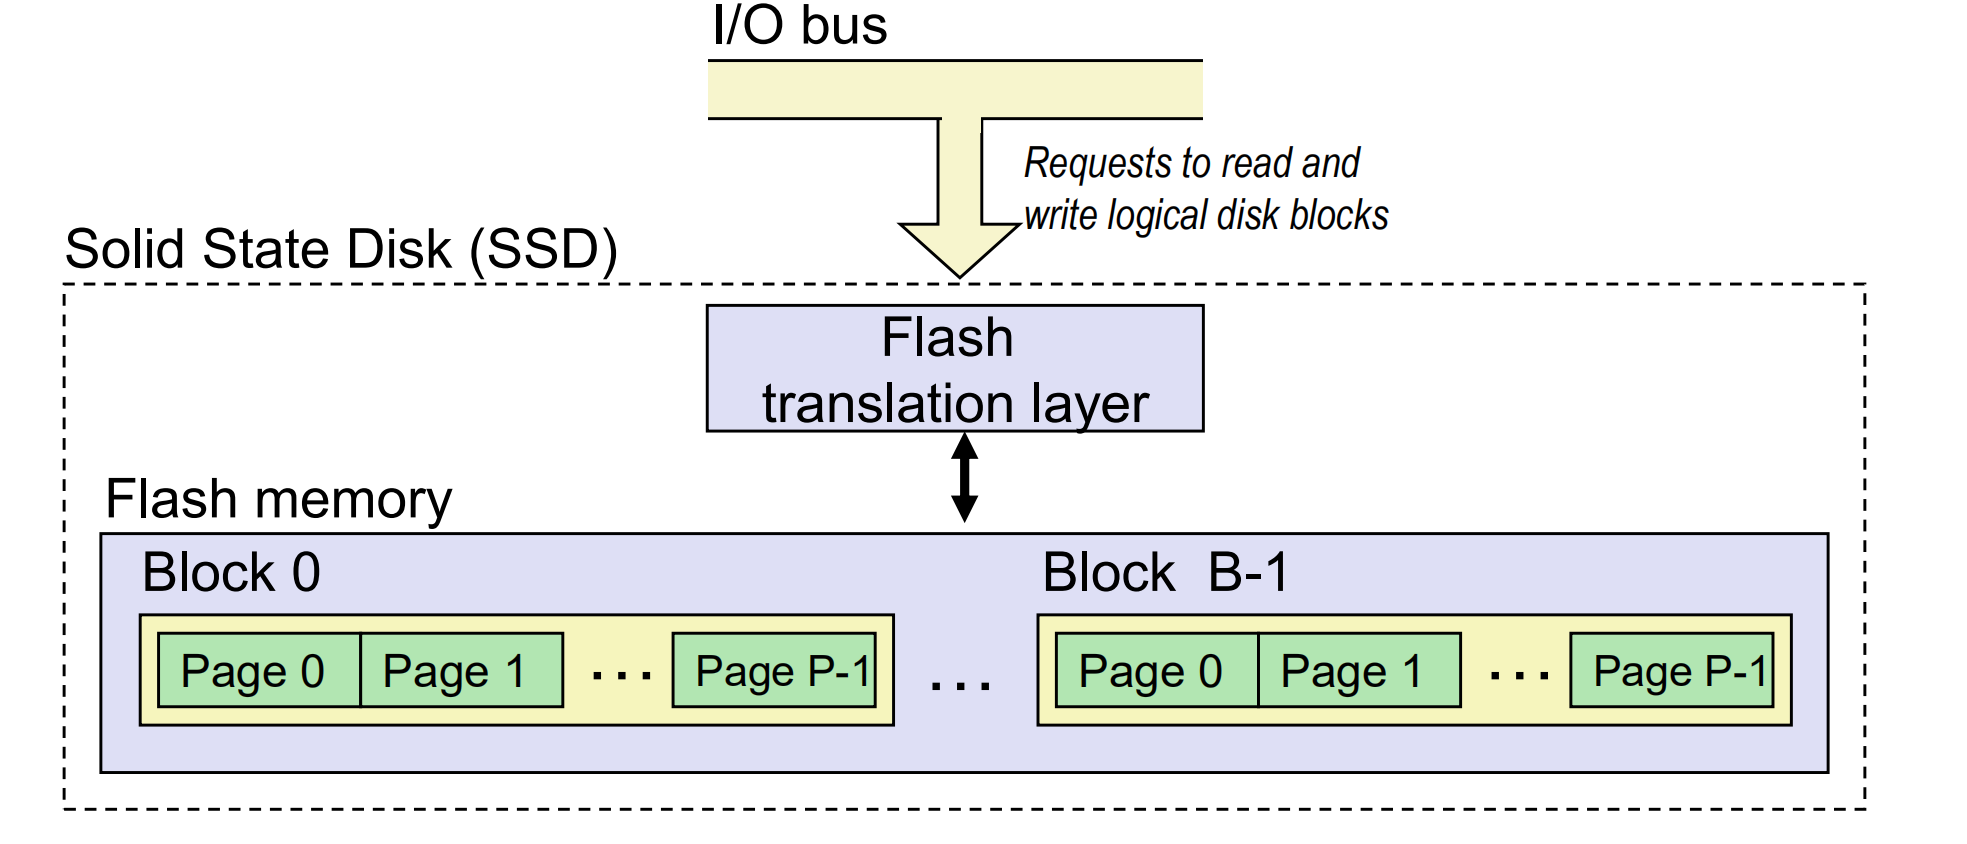 I/O bus
Requests to read and
write logical disk blocks
Solid State Disk (SSD)
Flash
translation layer
Flash memory
Block 0
Block B-1
Page 0 Page 1 ... Page P-1 ... Page 0 Page 1 ... Page P-1